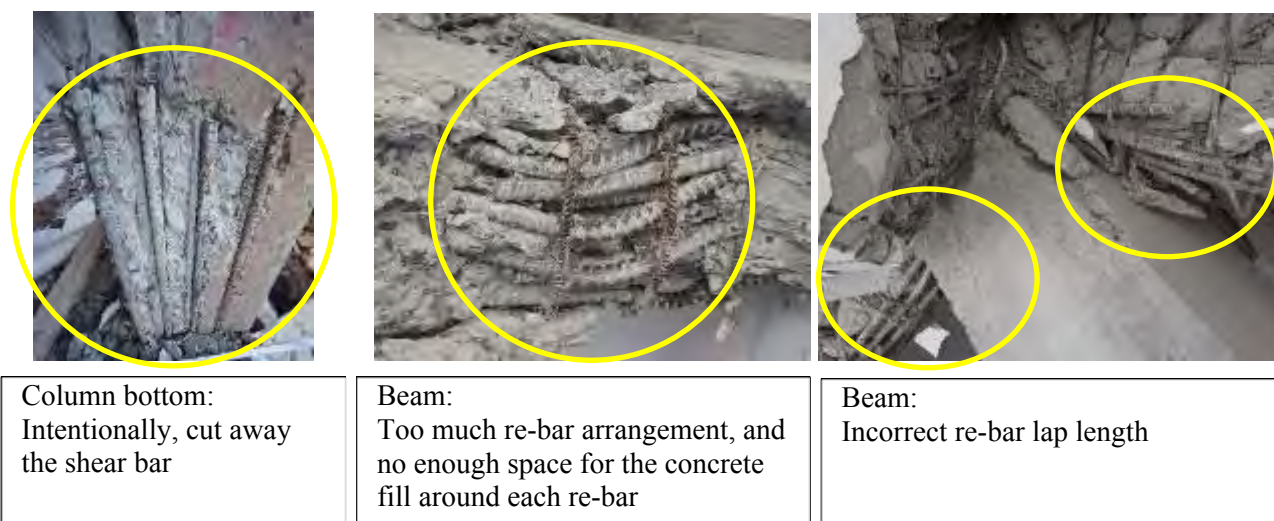 Column bottom:
Intentionally, cut away
the shear bar
Beam:
Too much re-bar arrangement, and
no enough space for the concrete
fill around each re-bar
Beam:
Incorrect re-bar lap length